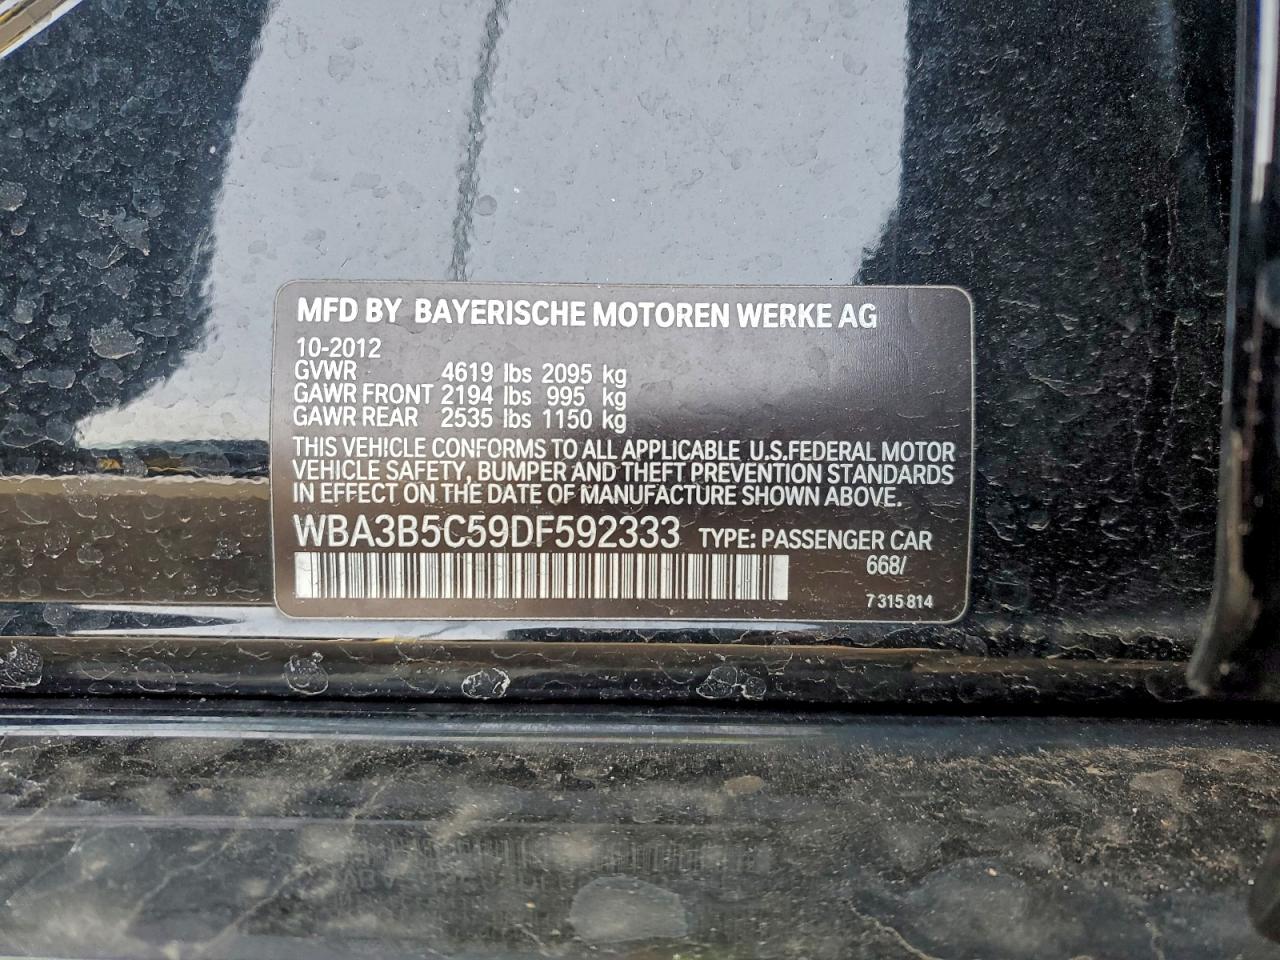 MFD BY BAYERISCHE MOTOREN WERKE AG
10-2012
GVWR 4619 lbs 2095 kg
GAWR FRONT 2194 lbs 995 kg
GAWR REAR 2535 lbs 1150 kg
THIS VEHICLE CONFORMS TO ALL APPLICABLE U.S.FEDERAL MOTOR
VEHICLE SAFETY, BUMPER AND THEFT PREVENTION STANDARDS
IN EFFECT ON THE DATE OF MANUFACTURE SHOWN ABOVE.
WBA3B5C59DF592333 TYPE: PASSENGER CAR
668/
7 315 814